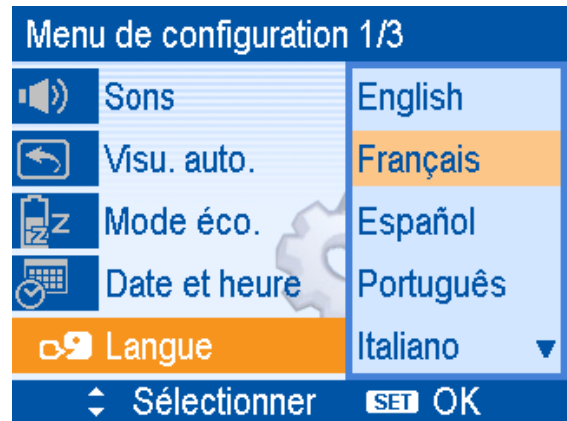 Menu de configuration 1/3
Sons
Visu. auto.
Mode éco.
Date et heure
Langue
English
Français
Español
Português
Italiano
Sélectionner SET OK